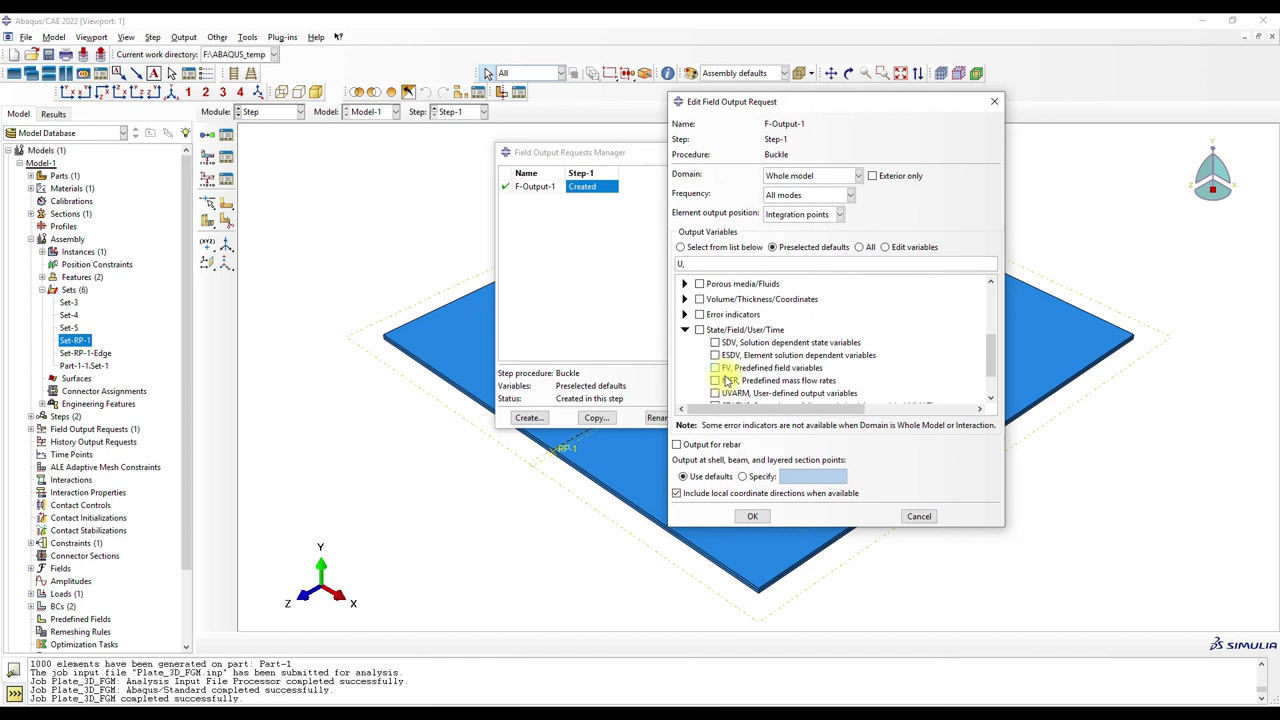 Abaqus/CAE 2022 [Viewport: 1]
File Model Viewport View Step Output Other Tools Plug-ins Help
Current work directory: F:\ABAQUS_temp
All Assembly defaults
1 2 3 4
Model Results Module: Step Model: Model-1 Step: Step-1
Model Database
Models (1)
Model-1
Parts (1)
Materials (1)
Calibrations
Sections (1)
Profiles
Assembly
Instances (1)
Position Constraints
Features (2)
Sets (6)
Set-3
Set-4
Set-5
Set-RP-1
Set-RP-1-Edge
Part-1-1.Set-1
Surfaces
Connector Assignments
Engineering Features
Steps (2)
Field Output Requests (1)
History Output Requests
Time Points
ALE Adaptive Mesh Constraints
Interactions
Interaction Properties
Contact Controls
Contact Initializations
Contact Stabilizations
Constraints (1)
Connector Sections
Fields
Amplitudes
Loads (1)
BCs (2)
Predefined Fields
Remeshing Rules
Optimization Tasks
(XYZ)
Field Output Requests Manager
Name Step-1
F-Output-1 Created
Step procedure: Buckle
Variables: Preselected defaults
Status: Created in this step
Create... Copy... Renam
Edit Field Output Request
Name: F-Output-1
Step: Step-1
Procedure: Buckle
Domain: Whole model Exterior only
Frequency: All modes
Element output position: Integration points
Output Variables
Select from list below Preselected defaults All Edit variables
U,
Porous media/Fluids
Volume/Thickness/Coordinates
Error indicators
State/Field/User/Time
SDV, Solution dependent state variables
ESDV, Element solution dependent variables
FV, Predefined field variables
Predefined mass flow rates
UVARM, User-defined output variables
Note: Some error indicators are not available when Domain is Whole Model or Interaction.
Output for rebar
Output at shell, beam, and layered section points:
Use defaults Specify:
Include local coordinate directions when available
OK Cancel
RP-1
Y
Z X
Y
Z X
SIMULIA
1000 elements have been generated on part: Part-1
The job input file "Plate_3D_FGM.inp" has been submitted for analysis.
Job Plate_3D_FGM: Analysis Input File Processor completed successfully.
Job Plate_3D_FGM: Abaqus/Standard completed successfully.
Job Plate_3D_FGM completed successfully.